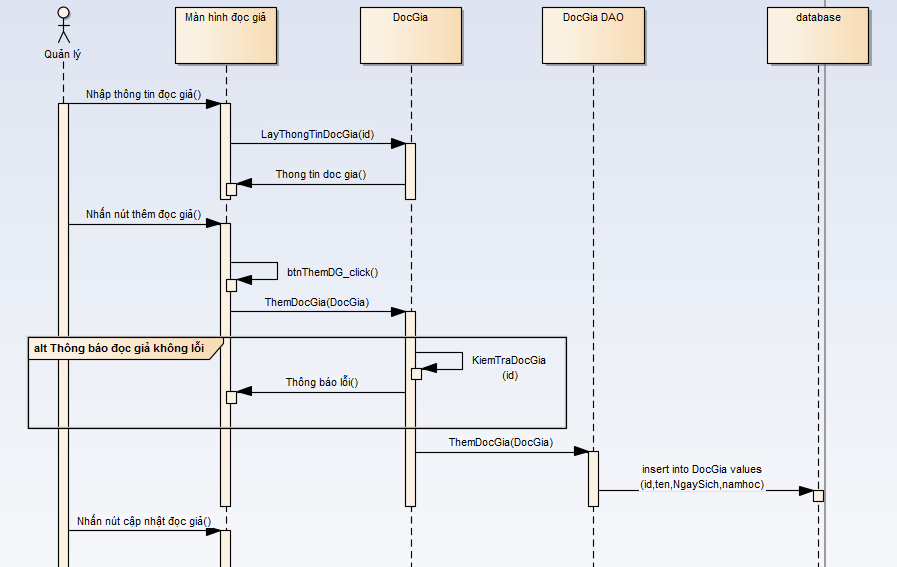 Quản lý
Màn hình đọc giả
DocGia
DocGia DAO
database
Nhập thông tin đọc giả()
LayThongTinDocGia(id)
Thong tin doc gia()
Nhấn nút thêm đọc giả()
btnThemDG_click()
ThemDocGia(DocGia)
alt Thông báo đọc giả không lỗi
KiemTraDocGia
(id)
Thông báo lỗi()
ThemDocGia(DocGia)
insert into DocGia values
(id,ten,NgaySich,namhoc)
Nhấn nút cập nhật đọc giả()